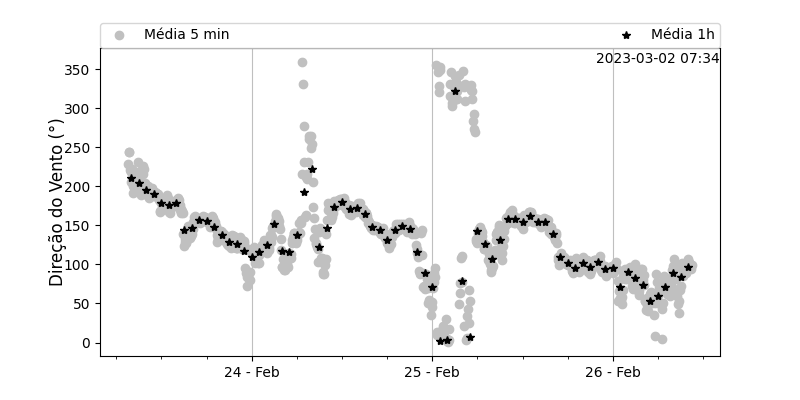 Média 5 min
Média 1h
2023-03-02 07:34
Direção do Vento (°)
350
300
250
200
150
100
50
0
24 - Feb
25 - Feb
26 - Feb